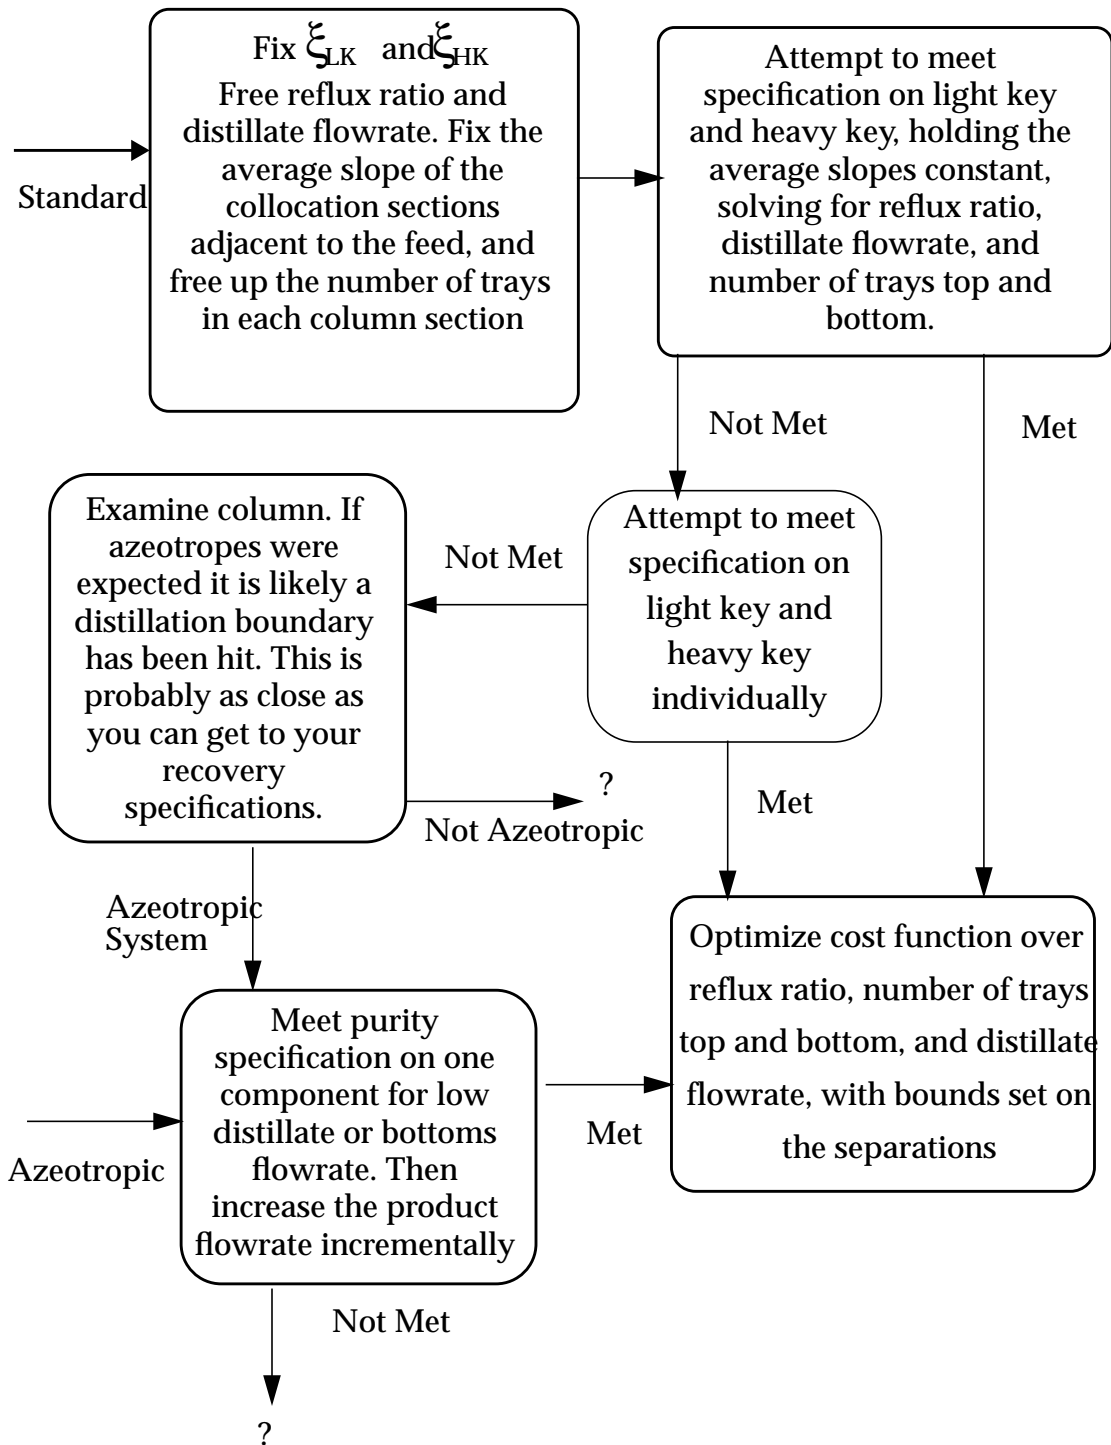 Standard
Fix ξLK and ξHK
Free reflux ratio and
distillate flowrate. Fix the
average slope of the
collocation sections
adjacent to the feed, and
free up the number of trays
in each column section
Attempt to meet
specification on light key
and heavy key, holding the
average slopes constant,
solving for reflux ratio,
distillate flowrate, and
number of trays top and
bottom.
Not Met
Met
Attempt to meet
specification on
light key and
heavy key
individually
Not Met
Examine column. If
azeotropes were
expected it is likely a
distillation boundary
has been hit. This is
probably as close as
you can get to your
recovery
specifications.
?
Not Azeotropic
Met
Azeotropic
System
Optimize cost function over
reflux ratio, number of trays
top and bottom, and distillate
flowrate, with bounds set on
the separations
Meet purity
specification on one
component for low
distillate or bottoms
flowrate. Then
increase the product
flowrate incrementally
Azeotropic
Met
Not Met
?